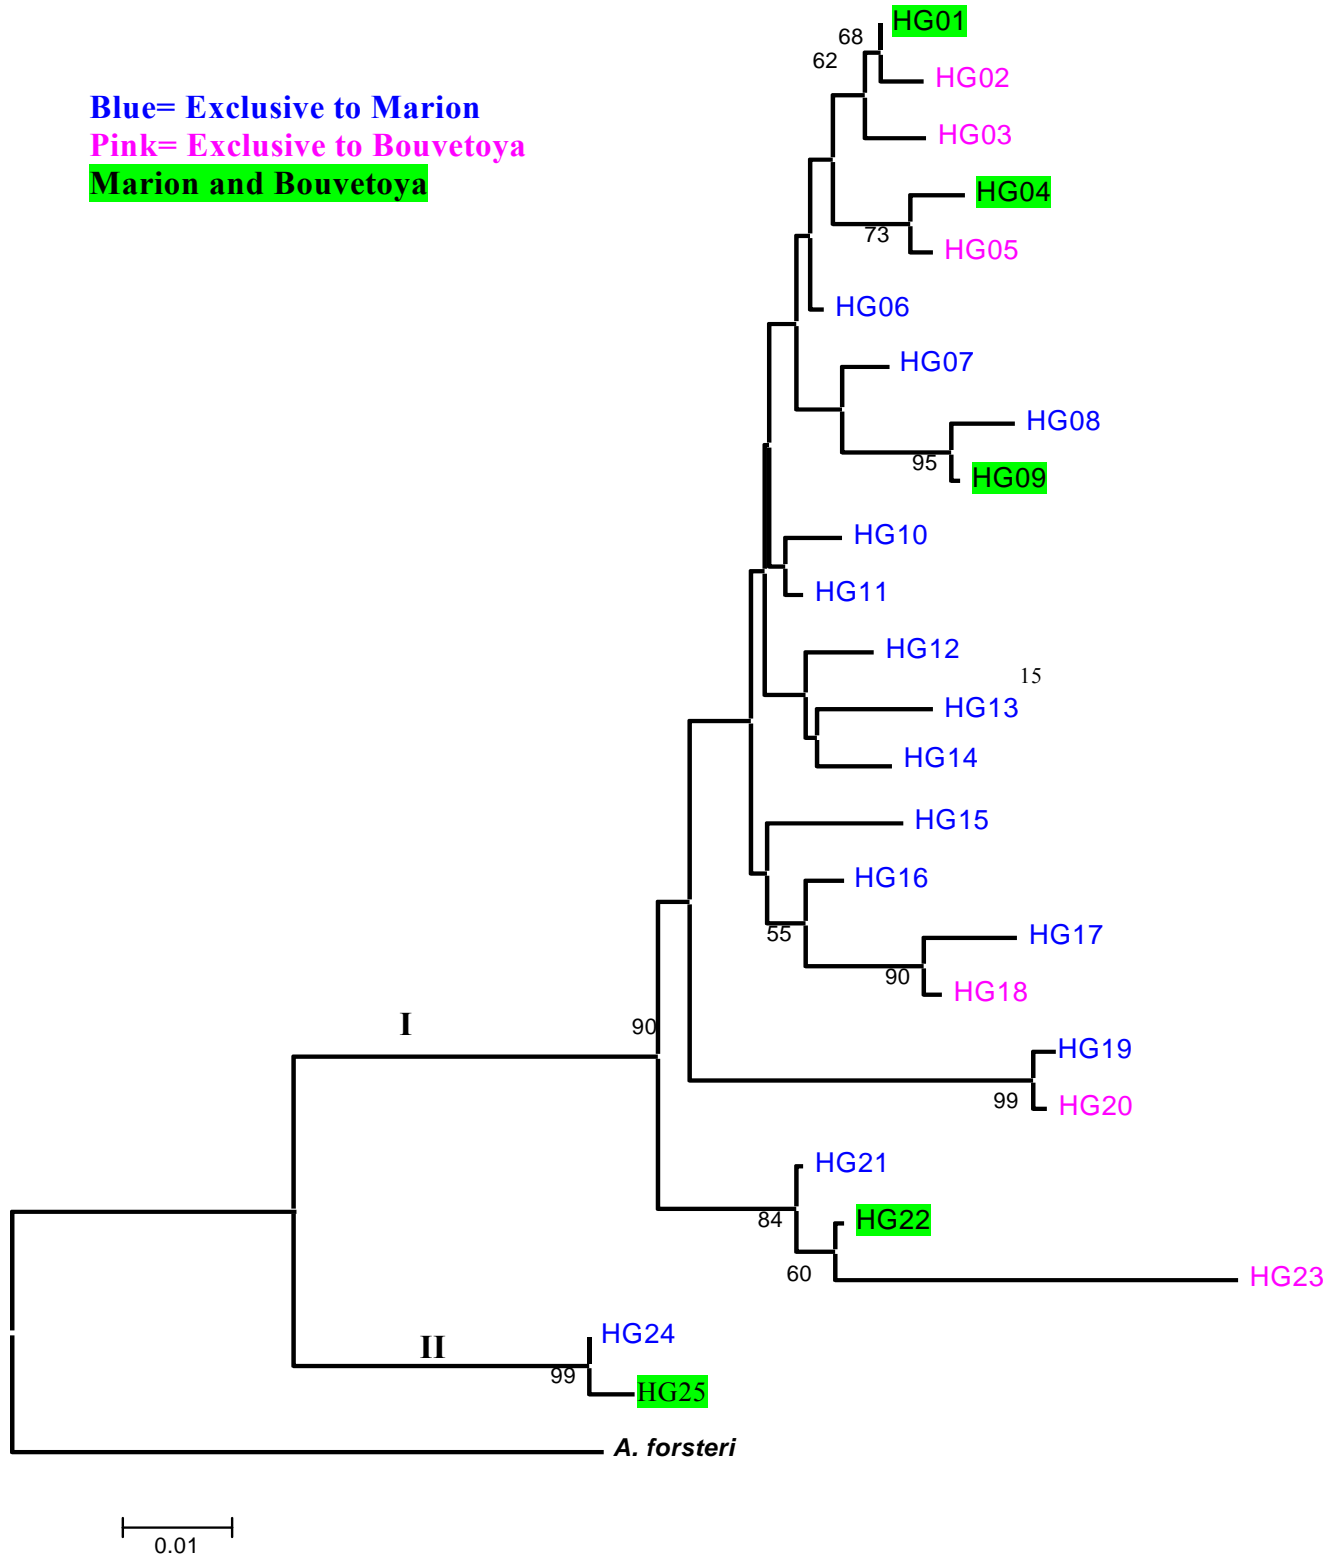 HG01
68
62
HG02
Blue= Exclusive to Marion
Pink= Exclusive to Bouvetoya
Marion and Bouvetoya
HG03
HG04
73
HG05
HG06
HG07
HG08
95
HG09
HG10
HG11
HG12
15
HG13
HG14
HG15
HG16
55
HG17
90
HG18
I
90
HG19
99
HG20
HG21
84
HG22
60
HG23
HG24
II
99
HG25
A. forsteri
0.01